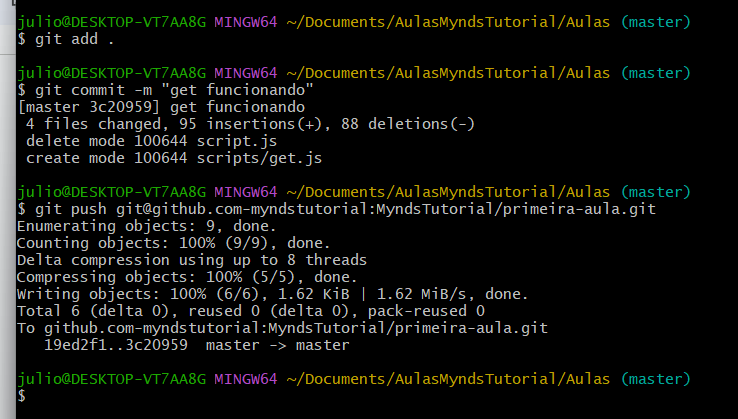 julio@DESKTOP-VT7AA8G MINGW64 ~/Documents/AulasMyndsTutorial/Aulas (master)
$ git add .
julio@DESKTOP-VT7AA8G MINGW64 ~/Documents/AulasMyndsTutorial/Aulas (master)
$ git commit -m "get funcionando"
[master 3c20959] get funcionando
 4 files changed, 95 insertions(+), 88 deletions(-)
 delete mode 100644 script.js
 create mode 100644 scripts/get.js
julio@DESKTOP-VT7AA8G MINGW64 ~/Documents/AulasMyndsTutorial/Aulas (master)
$ git push git@github.com-myndstutorial:MyndsTutorial/primeira-aula.git
Enumerating objects: 9, done.
Counting objects: 100% (9/9), done.
Delta compression using up to 8 threads
Compressing objects: 100% (5/5), done.
Writing objects: 100% (6/6), 1.62 KiB | 1.62 MiB/s, done.
Total 6 (delta 0), reused 0 (delta 0), pack-reused 0
To github.com-myndstutorial:MyndsTutorial/primeira-aula.git
   19ed2f1..3c20959  master -> master
julio@DESKTOP-VT7AA8G MINGW64 ~/Documents/AulasMyndsTutorial/Aulas (master)
$